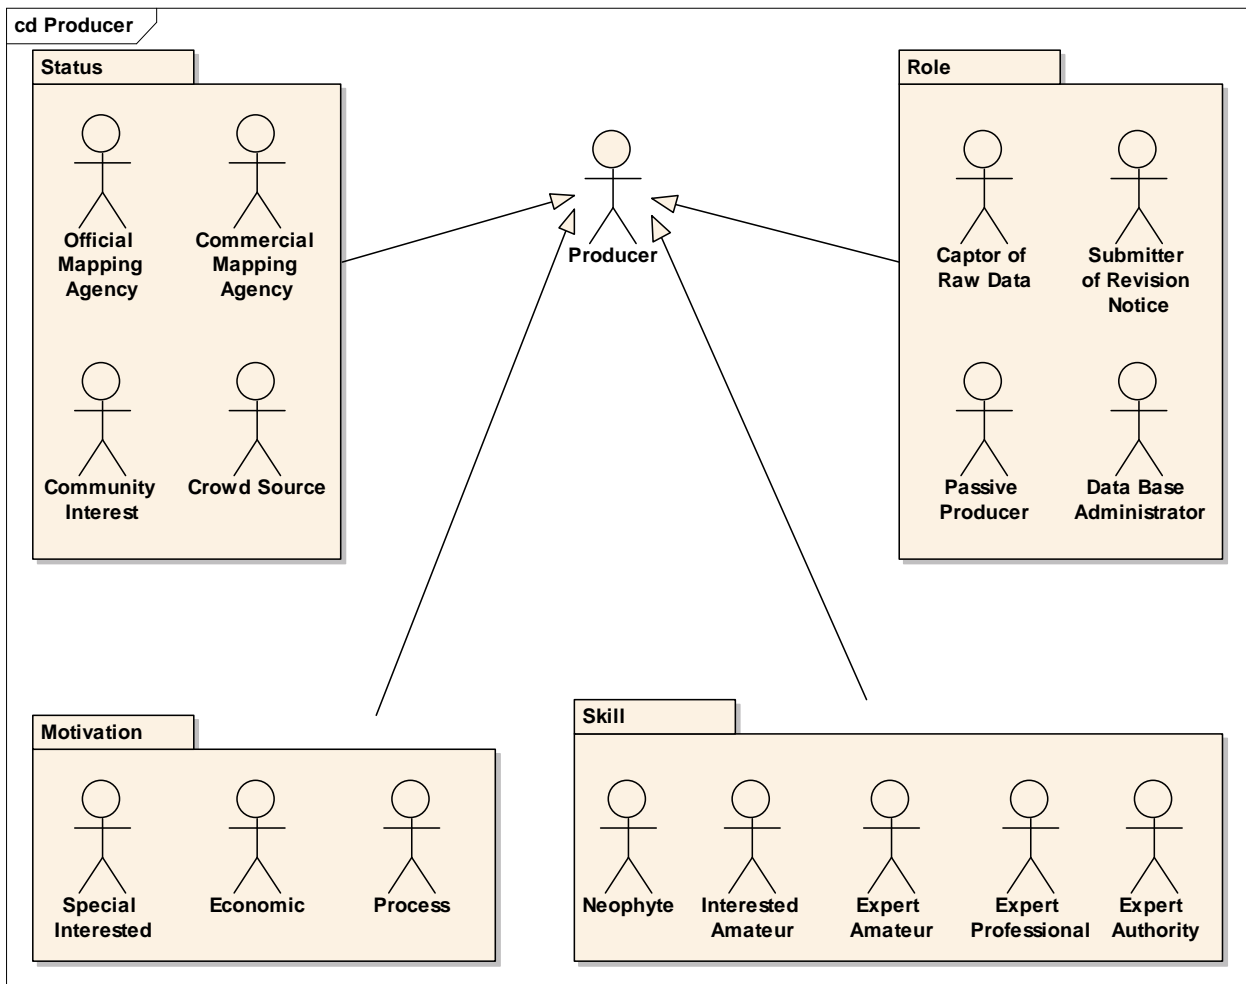 cd Producer
Status
Official
Mapping
Agency
Commercial
Mapping
Agency
Community
Interest
Crowd Source
Producer
Role
Captor of
Raw Data
Submitter
of Revision
Notice
Passive
Producer
Data Base
Administrator
Motivation
Special
Interested
Economic
Process
Skill
Neophyte
Interested
Amateur
Expert
Amateur
Expert
Professional
Expert
Authority